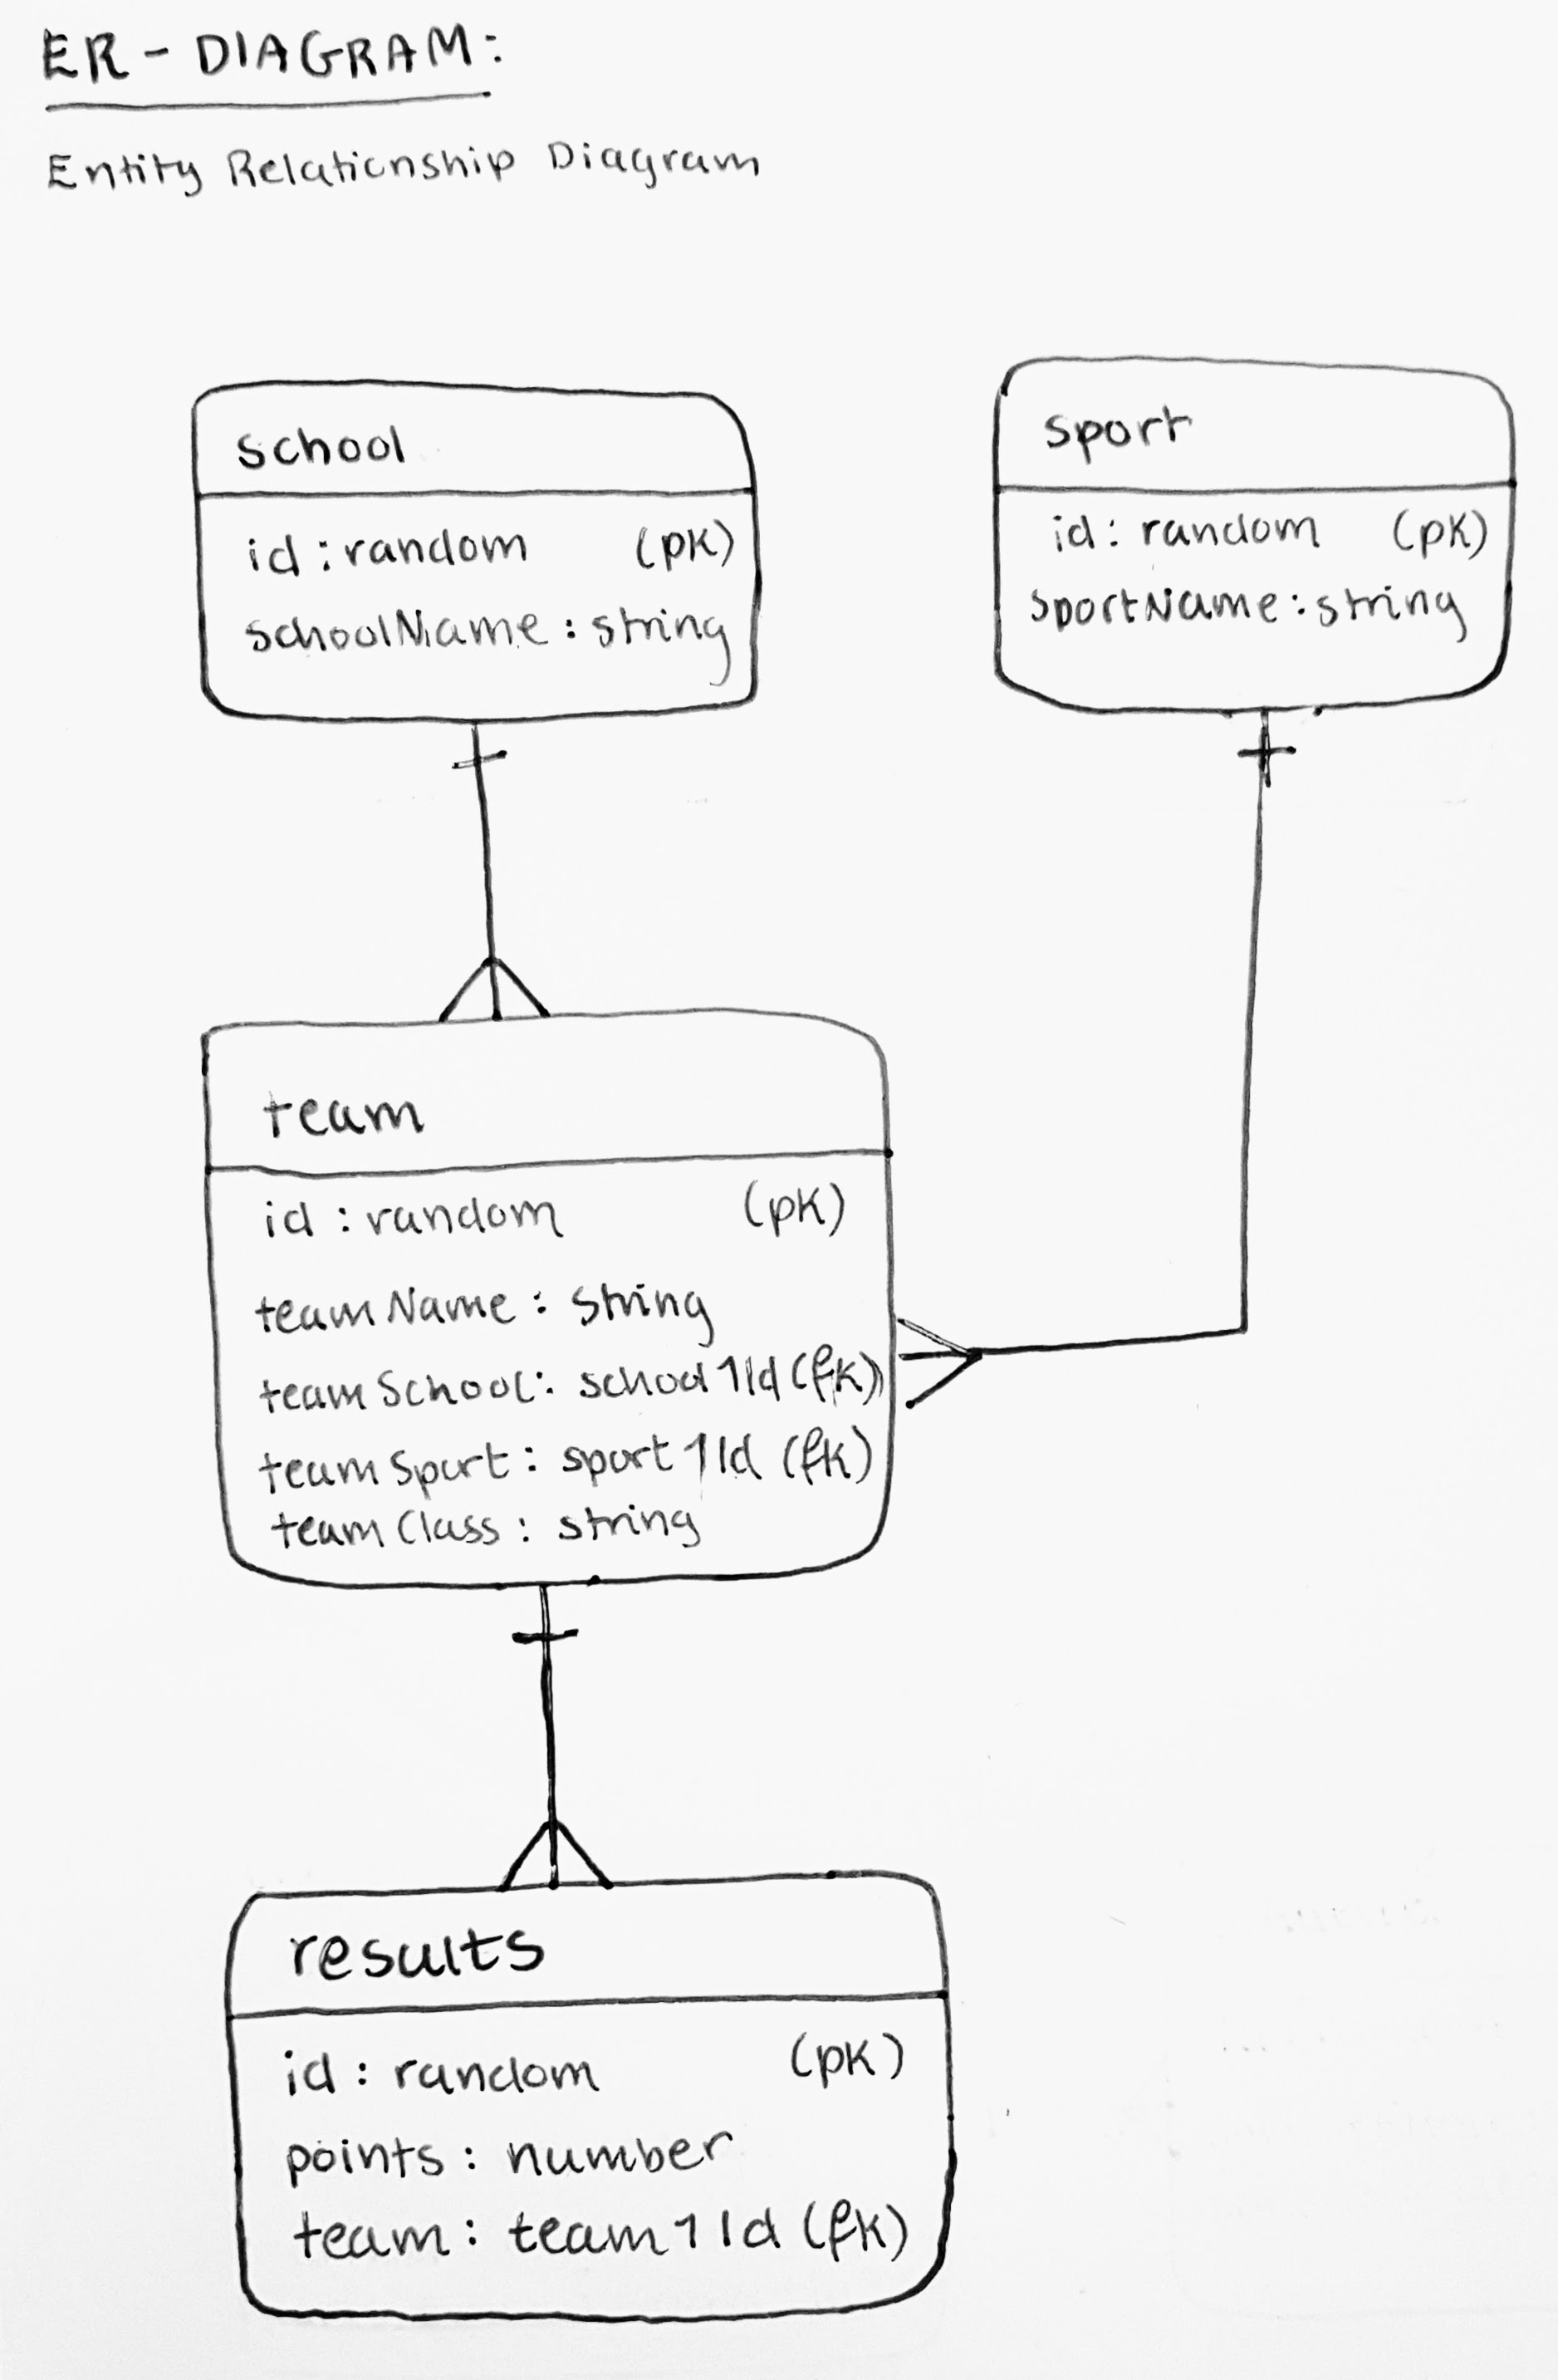 ER - DIAGRAM:
Entity Relationship Diagram
school
id : random (pk)
schoolName : string
sport
id : random (pk)
sportName : string
team
id : random (pk)
teamName : string
teamSchool : school1Id (fk)
teamSport : sport1Id (fk)
teamClass : string
results
id : random (pk)
points : number
team : team1Id (fk)